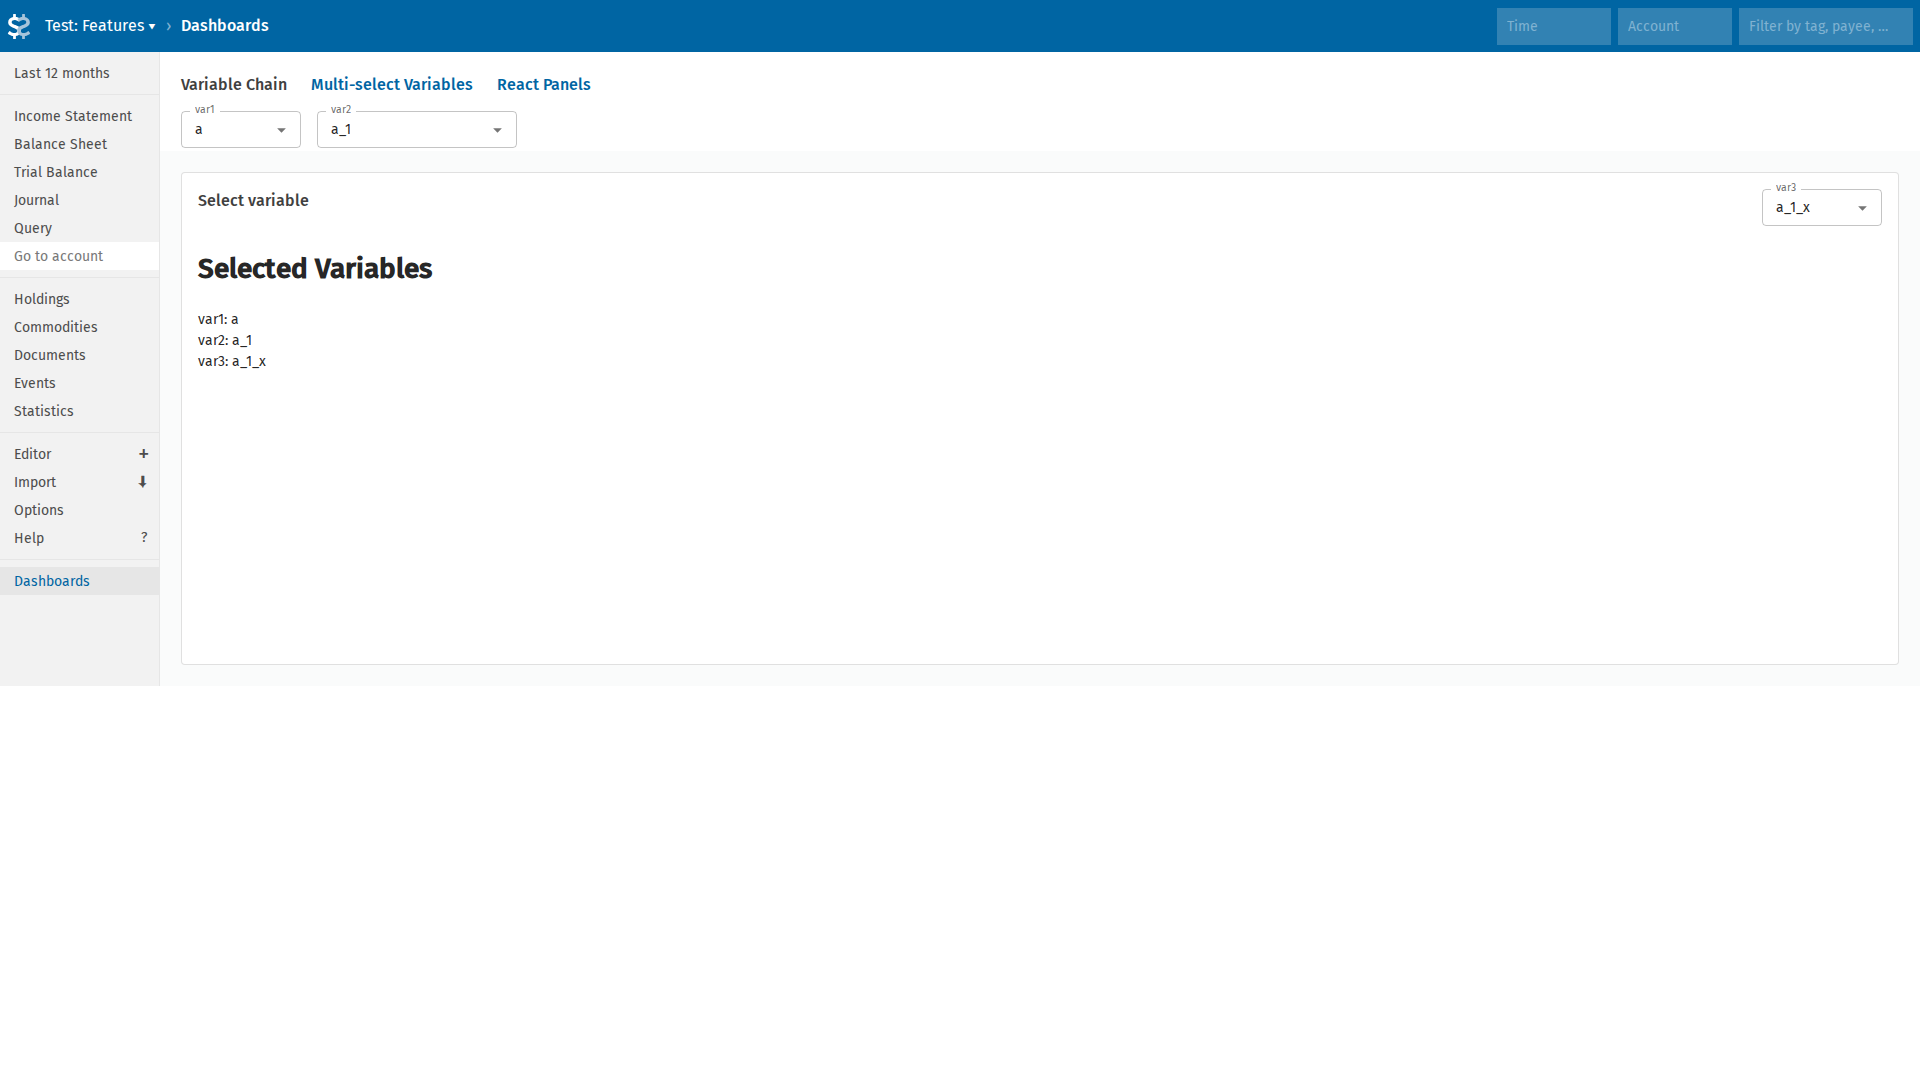 Test: Features ▾ › Dashboards
Time
Account
Filter by tag, payee, ...
Last 12 months
Income Statement
Balance Sheet
Trial Balance
Journal
Query
Go to account
Holdings
Commodities
Documents
Events
Statistics
Editor +
Import ⬇
Options
Help ?
Dashboards
Variable Chain Multi-select Variables React Panels
var1
a
var2
a_1
Select variable
var3
a_1_x
Selected Variables
var1: a
var2: a_1
var3: a_1_x